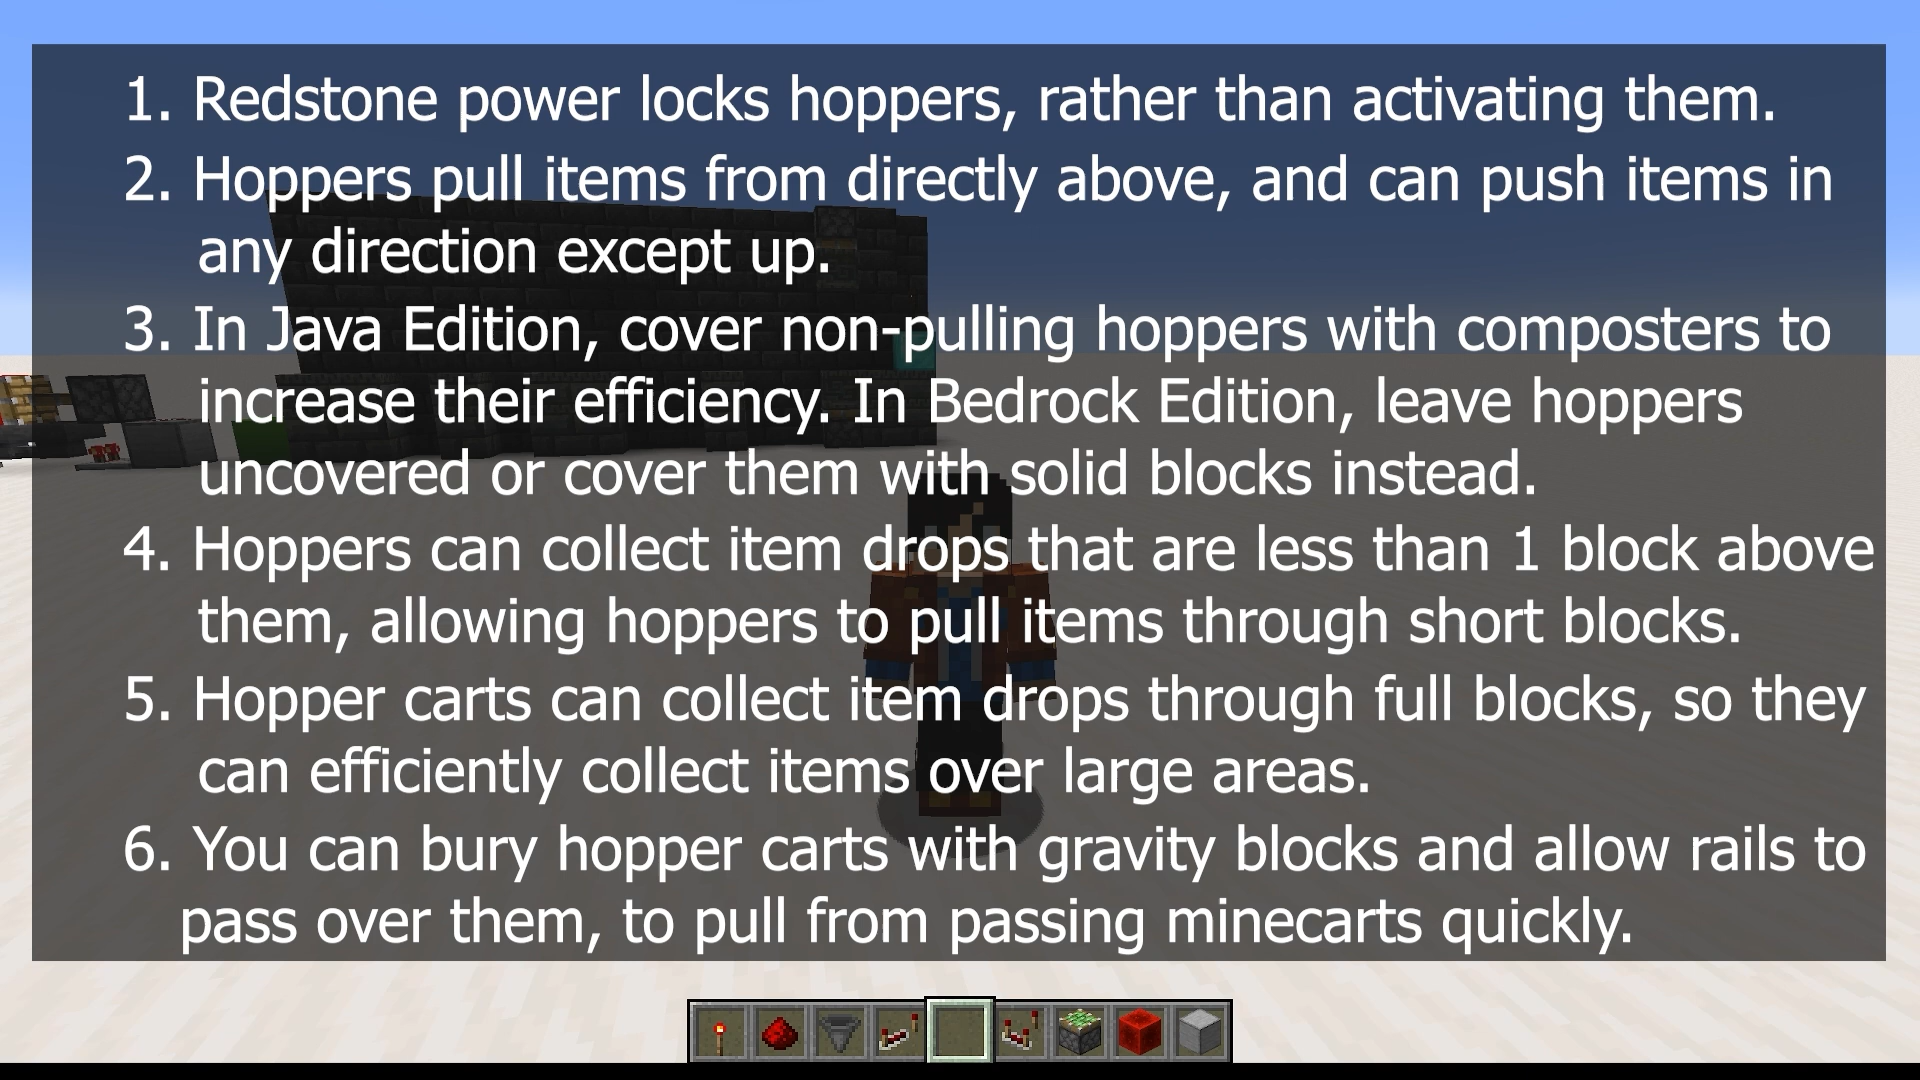 1. Redstone power locks hoppers, rather than activating them.
2. Hoppers pull items from directly above, and can push items in
any direction except up.
3. In Java Edition, cover non-pulling hoppers with composters to
increase their efficiency. In Bedrock Edition, leave hoppers
uncovered or cover them with solid blocks instead.
4. Hoppers can collect item drops that are less than 1 block above
them, allowing hoppers to pull items through short blocks.
5. Hopper carts can collect item drops through full blocks, so they
can efficiently collect items over large areas.
6. You can bury hopper carts with gravity blocks and allow rails to
pass over them, to pull from passing minecarts quickly.